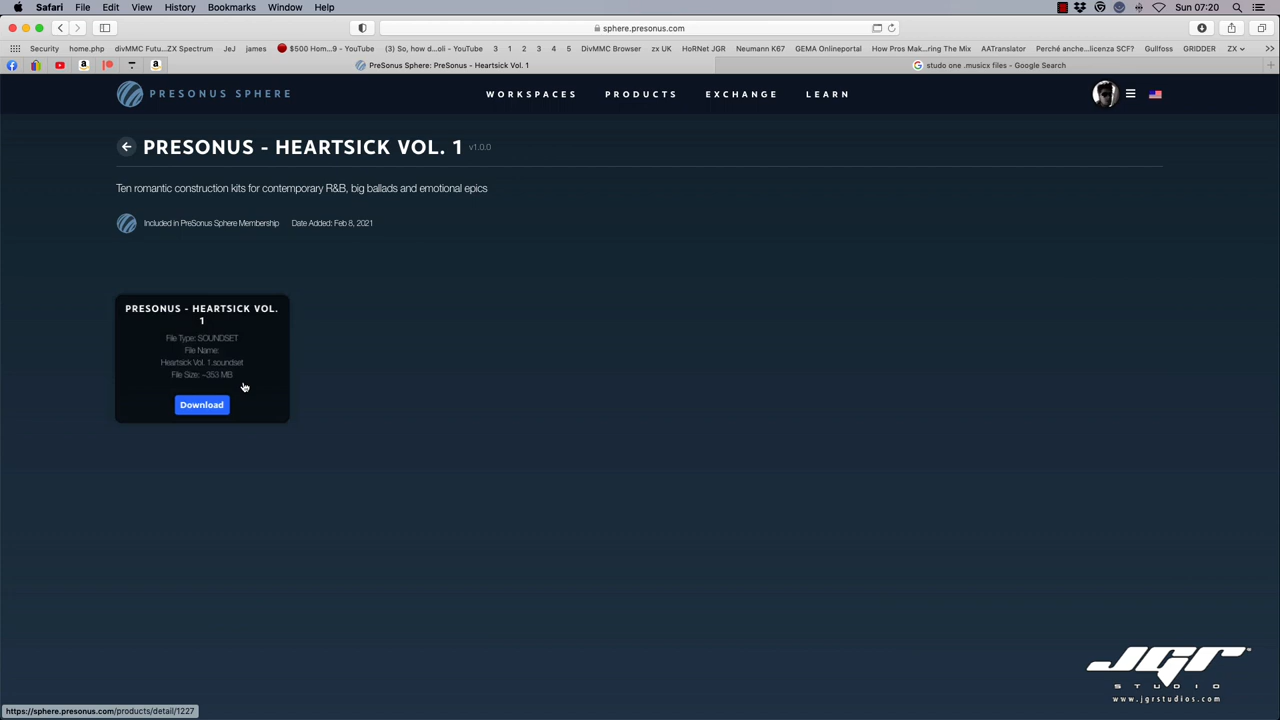 Safari File Edit View History Bookmarks Window Help Sun 07:20
sphere.presonus.com
Security home.php divMMC Futu...ZX Spectrum JeJ james $500 Hom...9 - YouTube (3) So, how d...oli - YouTube 3 1 2 3 4 5 DivMMC Browser zx UK HoRNet JGR Neumann K67 GEMA Onlineportal How Pros Mak...ring The Mix AATranslator Perché anche...licenza SCF? Gullfoss GRIDDER ZX
PreSonus Sphere: PreSonus - Heartsick Vol. 1 studo one .musicx files - Google Search
PRESONUS SPHERE WORKSPACES PRODUCTS EXCHANGE LEARN
PRESONUS - HEARTSICK VOL. 1 v1.0.0
Ten romantic construction kits for contemporary R&B, big ballads and emotional epics
Included in PreSonus Sphere Membership Date Added: Feb 8, 2021
PRESONUS - HEARTSICK VOL.
1
File Type: SOUNDSET
File Name:
Heartsick Vol. 1.soundset
File Size: ~353 MB
Download
JGR
STUDIO
www.jgrstudios.com
https://sphere.presonus.com/products/detail/1227